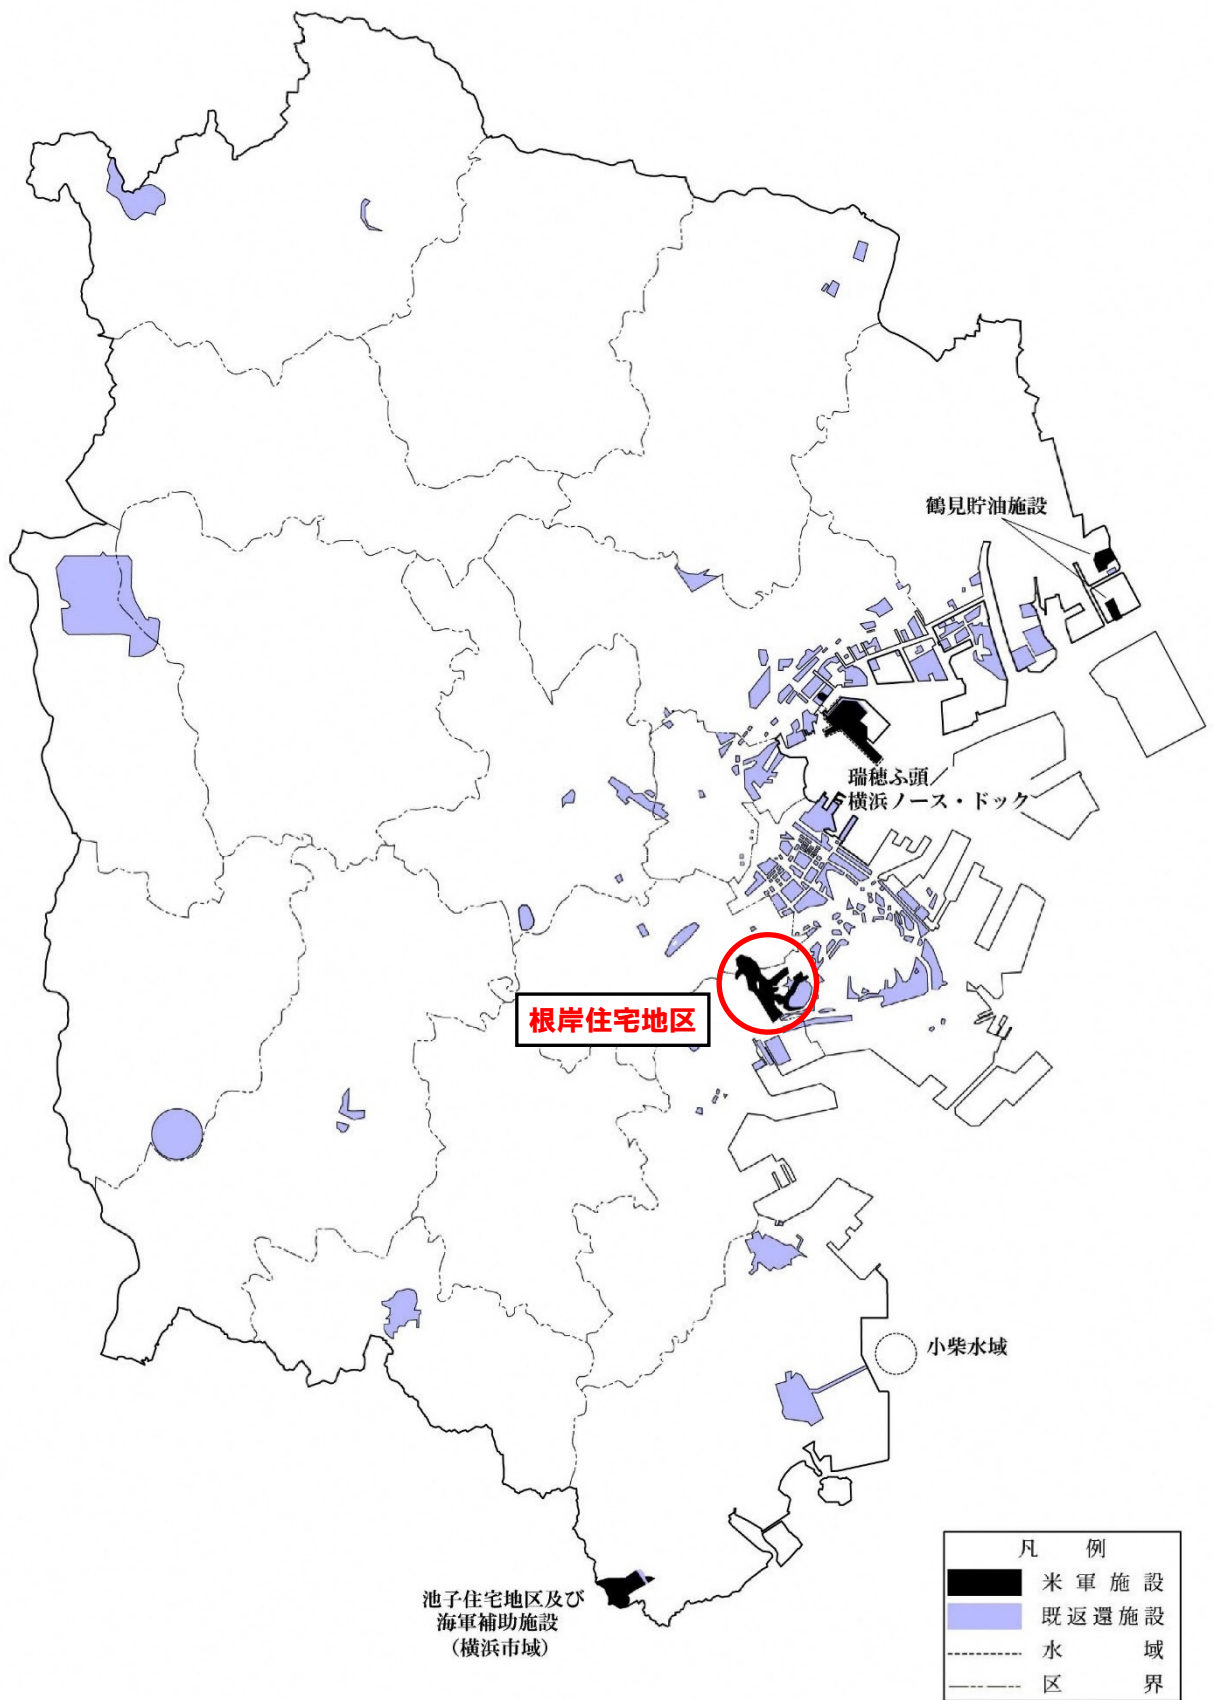 鶴見貯油施設
瑞穂ふ頭
横浜ノース・ドック
根岸住宅地区
小柴水域
池子住宅地区及び
海軍補助施設
(横浜市域)
凡例
米軍施設
既返還施設
水域
区界